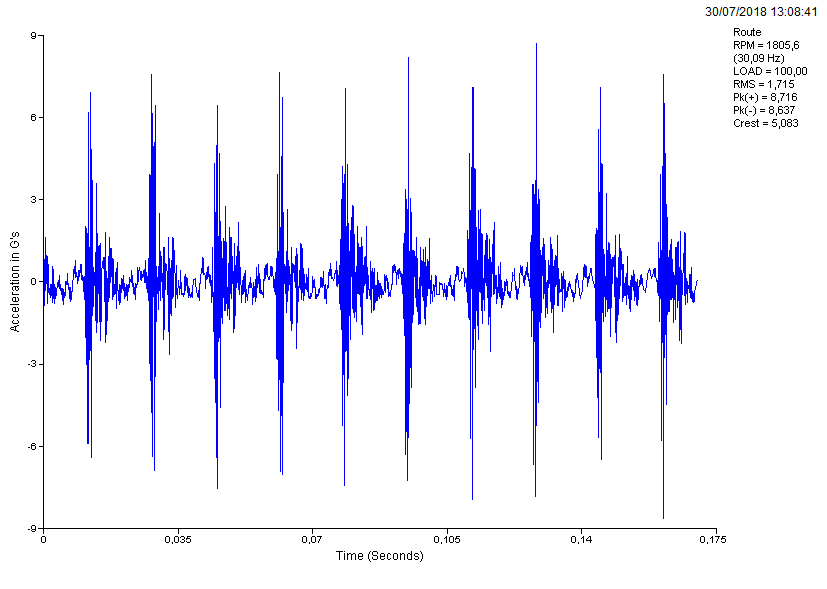 30/07/2018 13:08:41
Route
RPM = 1805,6
(30,09 Hz)
LOAD = 100,00
RMS = 1,715
Pk(+) = 8,716
Pk(-) = 8,637
Crest = 5,083
9
6
3
0
-3
-6
-9
Acceleration in G's
0
0,035
0,07
0,105
0,14
0,175
Time (Seconds)